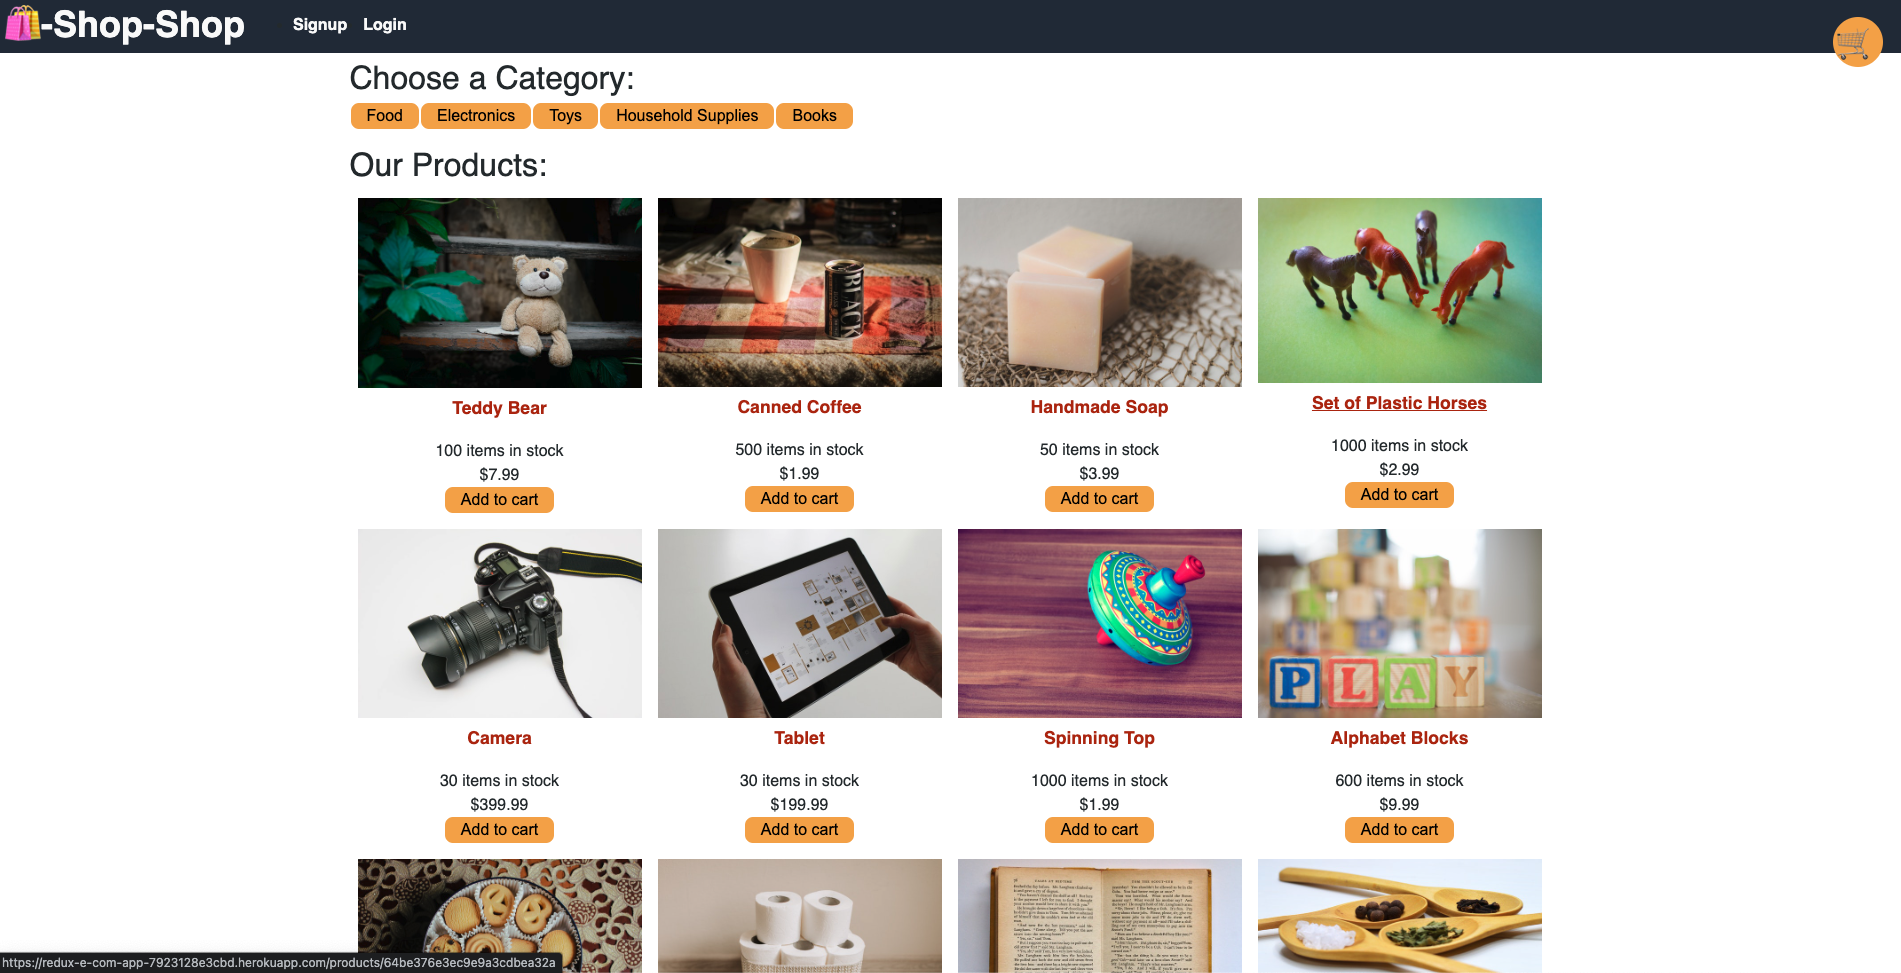 -Shop-Shop
Signup
Login
Choose a Category:
Food
Electronics
Toys
Household Supplies
Books
Our Products:
BLACK
Teddy Bear
100 items in stock
$7.99
Add to cart
Canned Coffee
500 items in stock
$1.99
Add to cart
Handmade Soap
50 items in stock
$3.99
Add to cart
Set of Plastic Horses
1000 items in stock
$2.99
Add to cart
PLAY
Camera
30 items in stock
$399.99
Add to cart
Tablet
30 items in stock
$199.99
Add to cart
Spinning Top
1000 items in stock
$1.99
Add to cart
Alphabet Blocks
600 items in stock
$9.99
Add to cart
https://redux-e-com-app-7923128e3cbd.herokuapp.com/products/64be376e3ec9e9a3cdbea32a